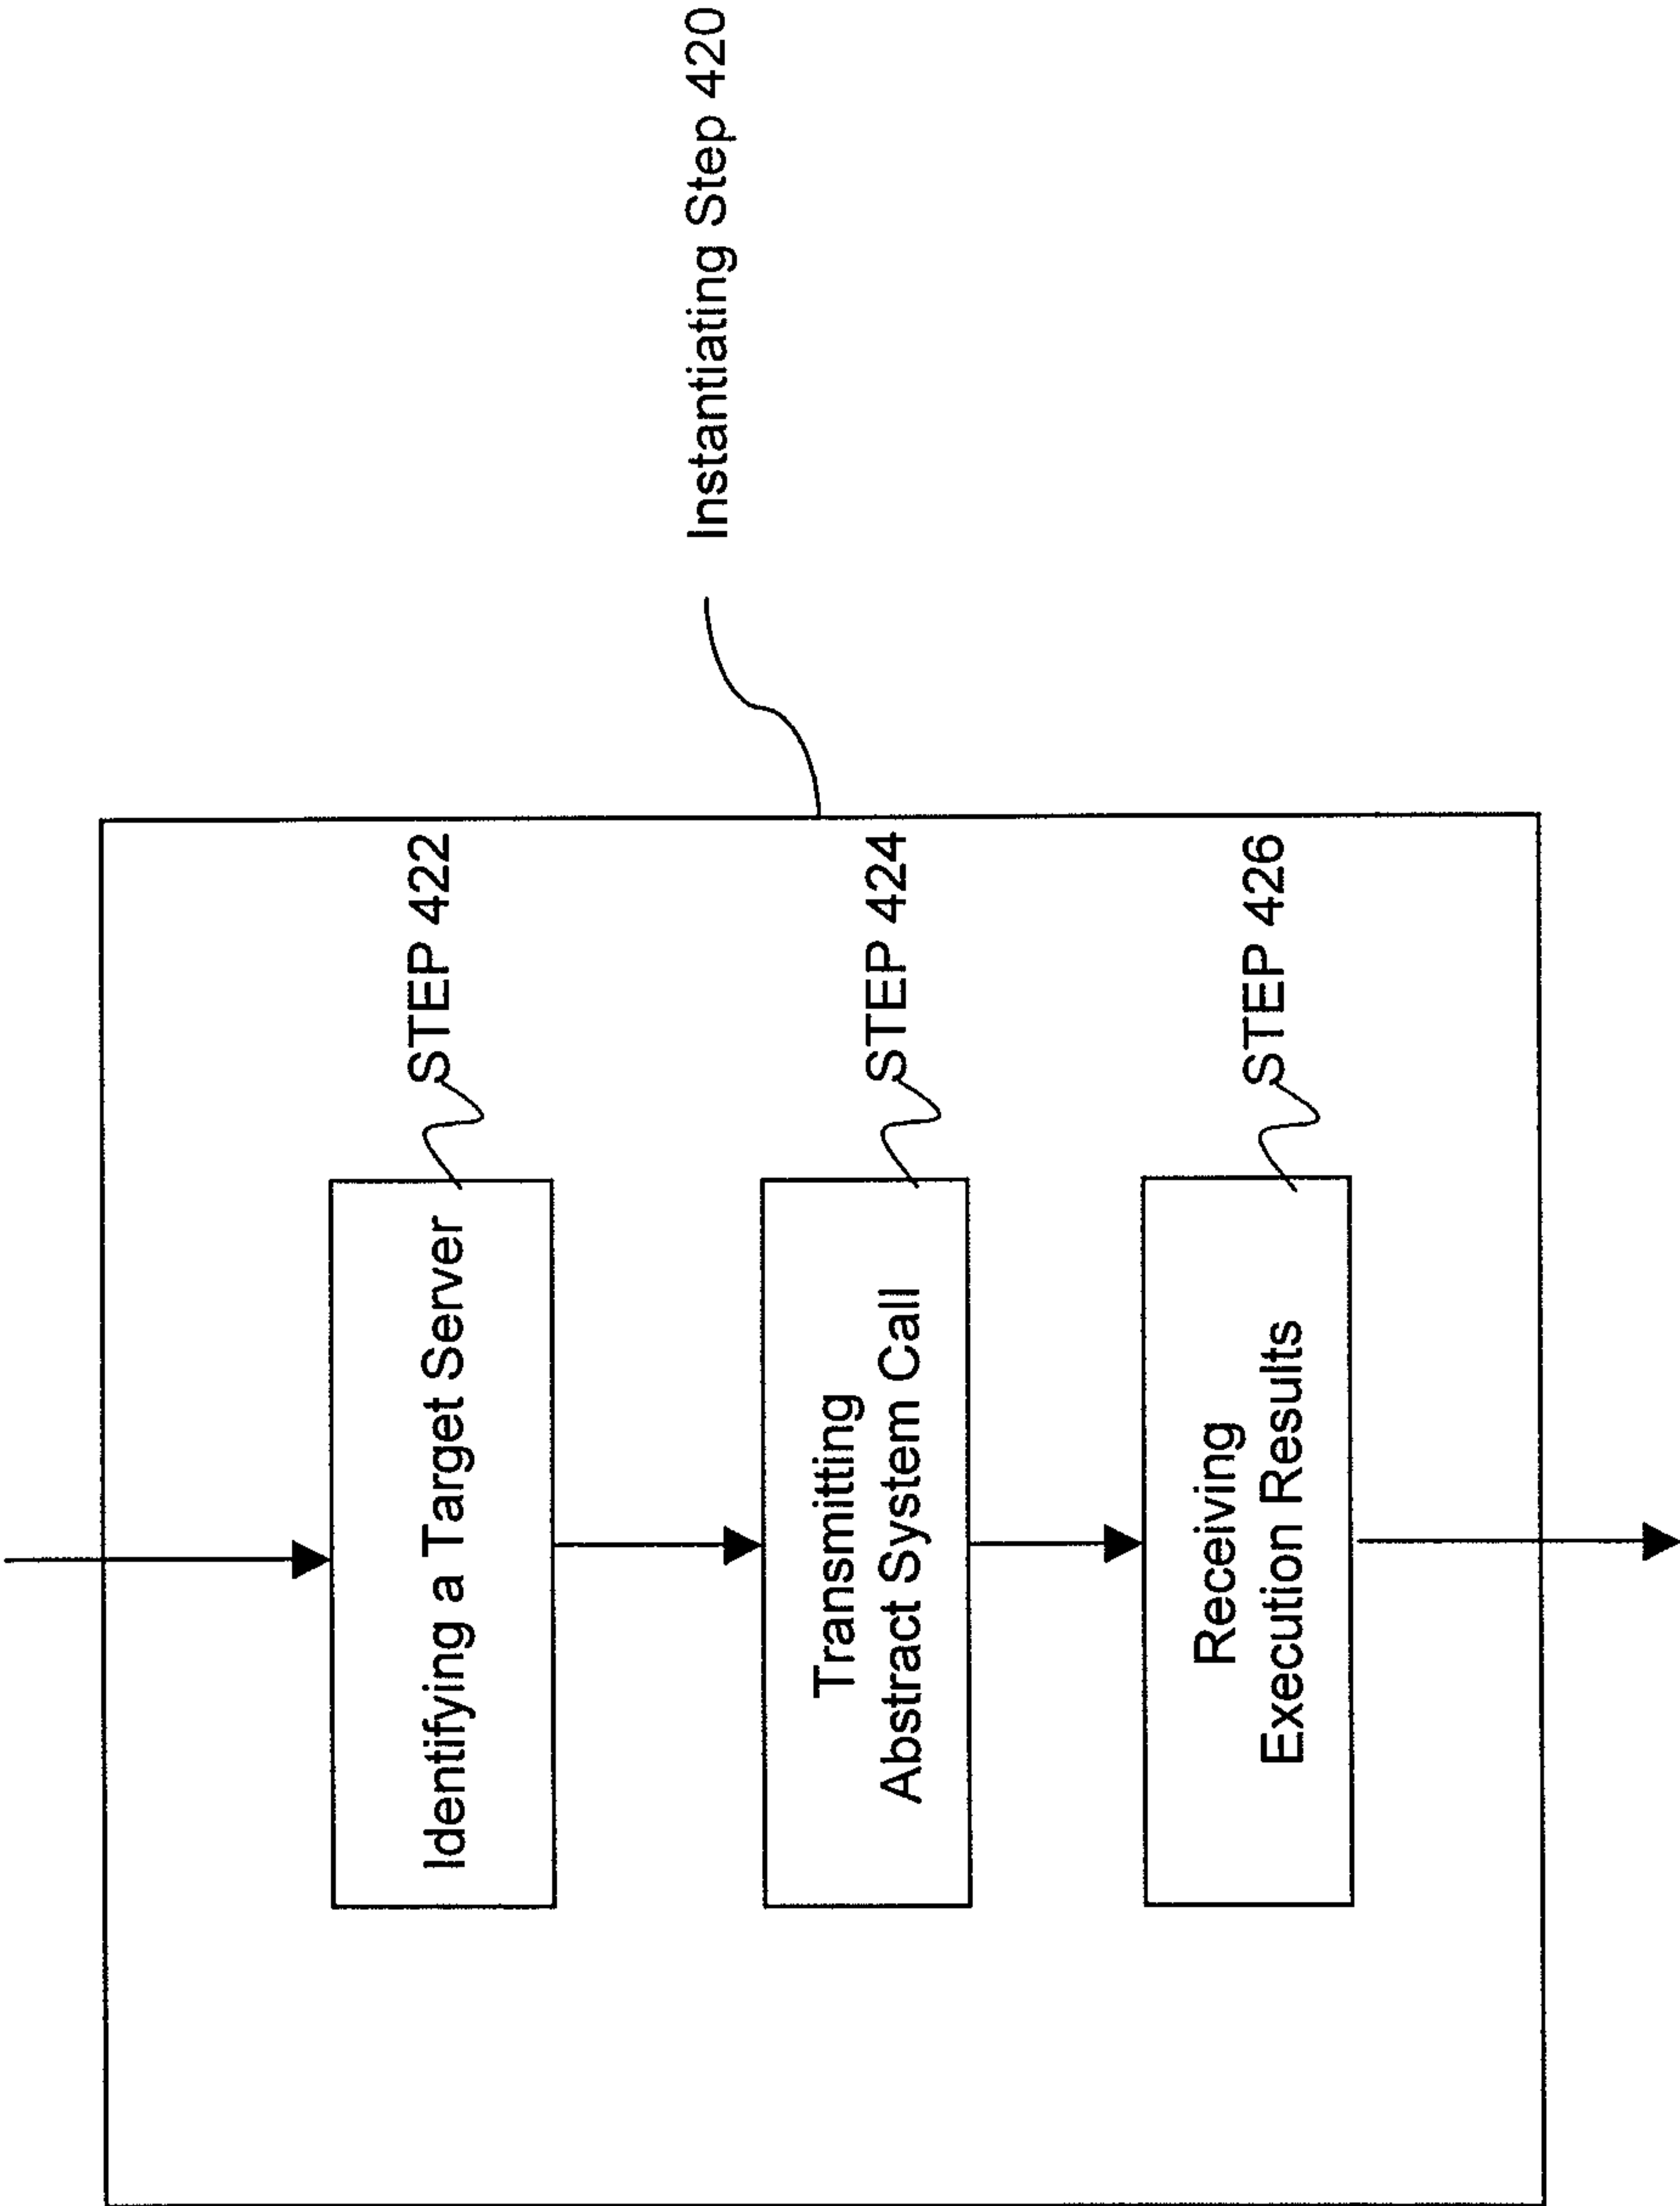 Instantiating Step 420
Identifying a Target Server
STEP 422
Transmitting
Abstract System Call
STEP 424
Receiving
Execution Results
STEP 426